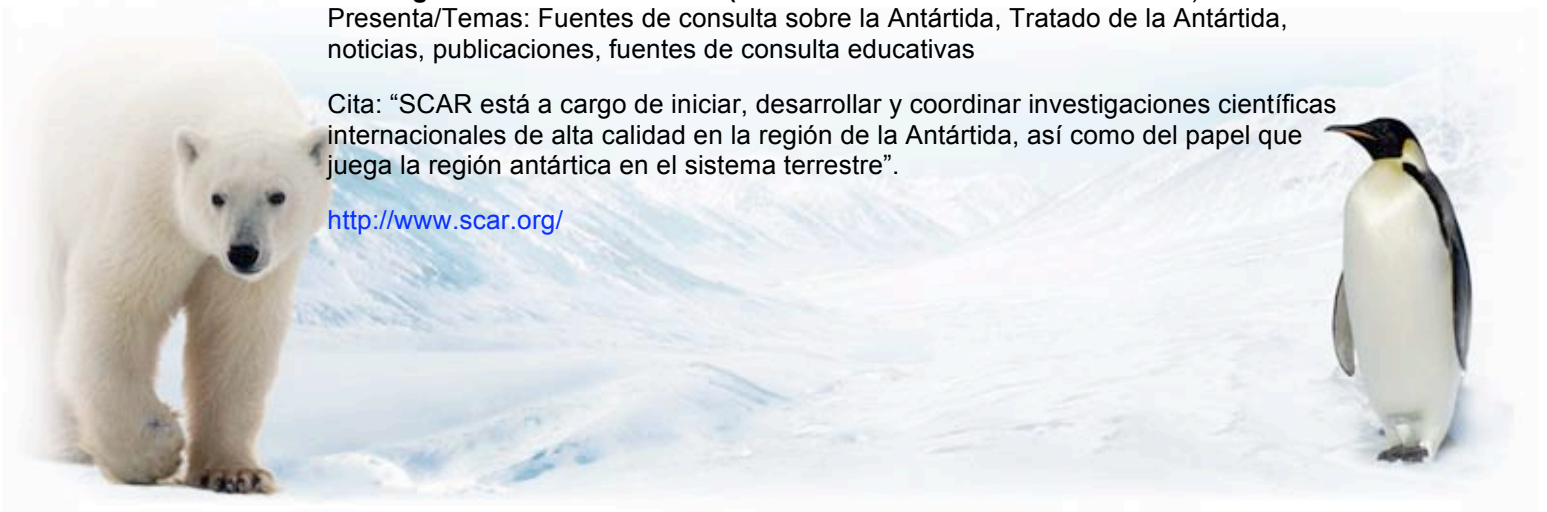 Presenta/Temas: Fuentes de consulta sobre la Antártida, Tratado de la Antártida,
noticias, publicaciones, fuentes de consulta educativas
Cita: “SCAR está a cargo de iniciar, desarrollar y coordinar investigaciones científicas
internacionales de alta calidad en la región de la Antártida, así como del papel que
juega la región antártica en el sistema terrestre”.
http://www.scar.org/